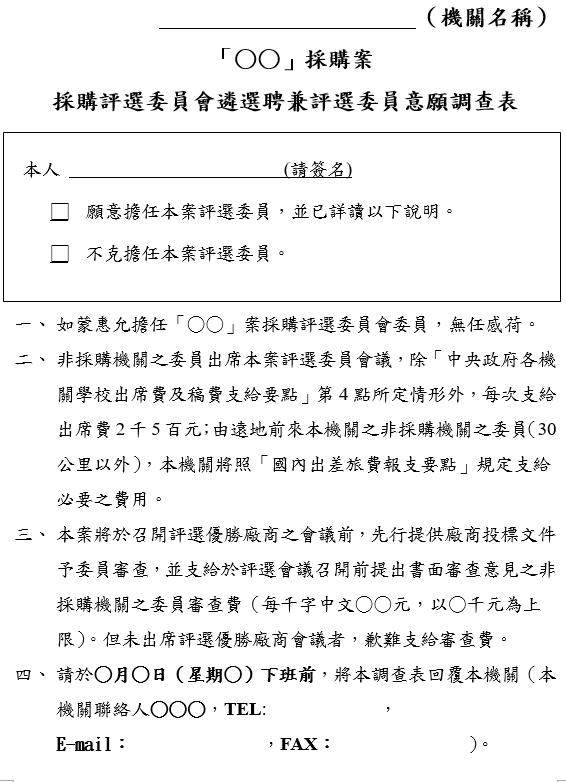 ＿＿＿＿＿＿＿＿＿＿＿＿（機關名稱）
「○○」採購案
採購評選委員會遴選聘兼評選委員意願調查表
本人 ＿＿＿＿＿＿＿＿＿＿(請簽名)
□ 願意擔任本案評選委員，並已詳讀以下說明。
□ 不克擔任本案評選委員。
一、如蒙惠允擔任「○○」案採購評選委員會委員，無任感荷。
二、非採購機關之委員出席本案評選委員會議，除「中央政府各機
關學校出席費及稿費支給要點」第 4 點所定情形外，每次支給
出席費 2 千 5 百元；由遠地前來本機關之非採購機關之委員（30
公里以外），本機關將照「國內出差旅費報支要點」規定支給
必要之費用。
三、本案將於召開評選優勝廠商之會議前，先行提供廠商投標文件
予委員審查，並支給於評選會議召開前提出書面審查意見之非
採購機關之委員審查費（每千字中文○○元，以○千元為上
限）。但未出席評選優勝廠商會議者，歉難支給審查費。
四、請於○月○日（星期○）下班前，將本調查表回覆本機關（本
機關聯絡人○○○，TEL:　　　　　　，
E-mail：　　　　　　　，FAX：　　　　　　　）。